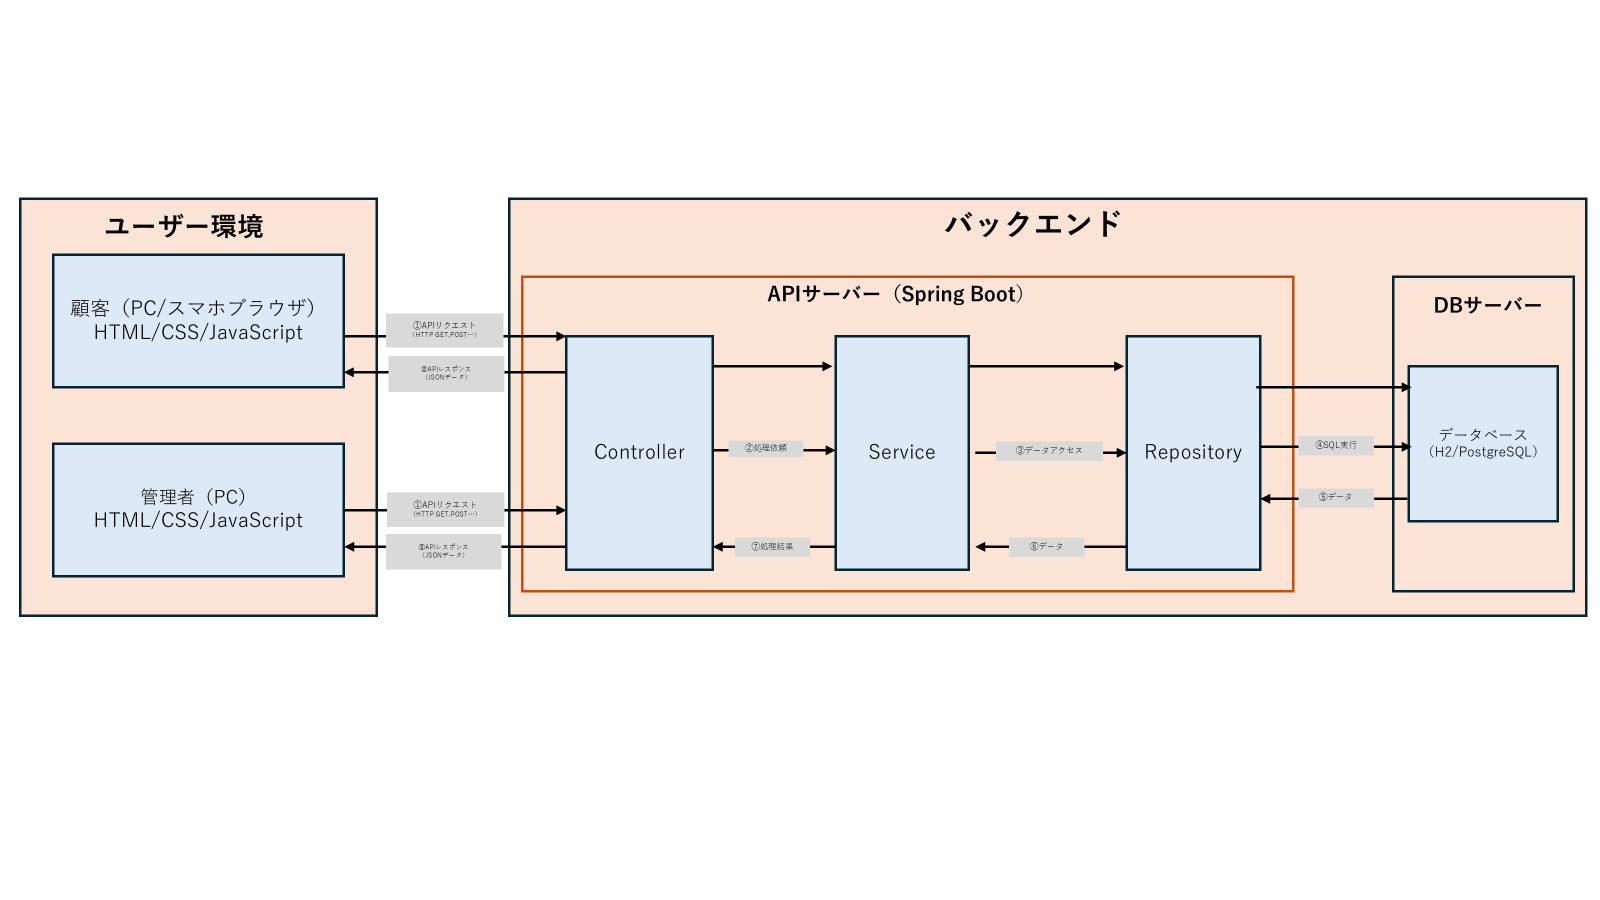 ユーザー環境
顧客（PC/スマホブラウザ）
HTML/CSS/JavaScript
管理者（PC）
HTML/CSS/JavaScript
①APIリクエスト
（HTTP GET,POST…）
⑧APIレスポンス
（JSONデータ）
①APIリクエスト
（HTTP GET,POST…）
⑧APIレスポンス
（JSONデータ）
バックエンド
APIサーバー（Spring Boot）
Controller
②処理依頼
⑦処理結果
Service
③データアクセス
⑥データ
Repository
④SQL実行
⑤データ
DBサーバー
データベース
（H2/PostgreSQL）